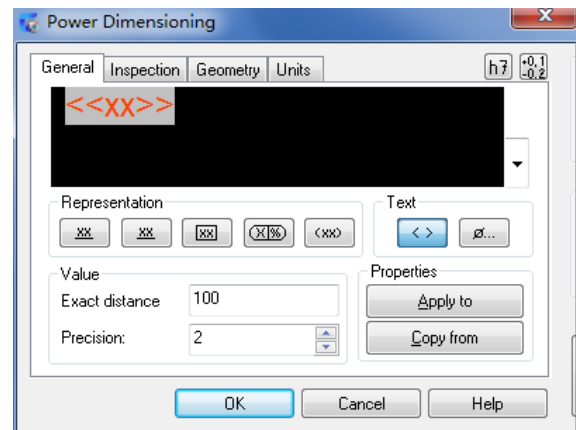 Power Dimensioning
General Inspection Geometry Units h7 +0,1 -0,2
<<xx>>
Representation Text
xx xx xx (X|%) (xx) < > ø...
Value Properties
Exact distance 100 Apply to
Precision: 2 Copy from
OK Cancel Help